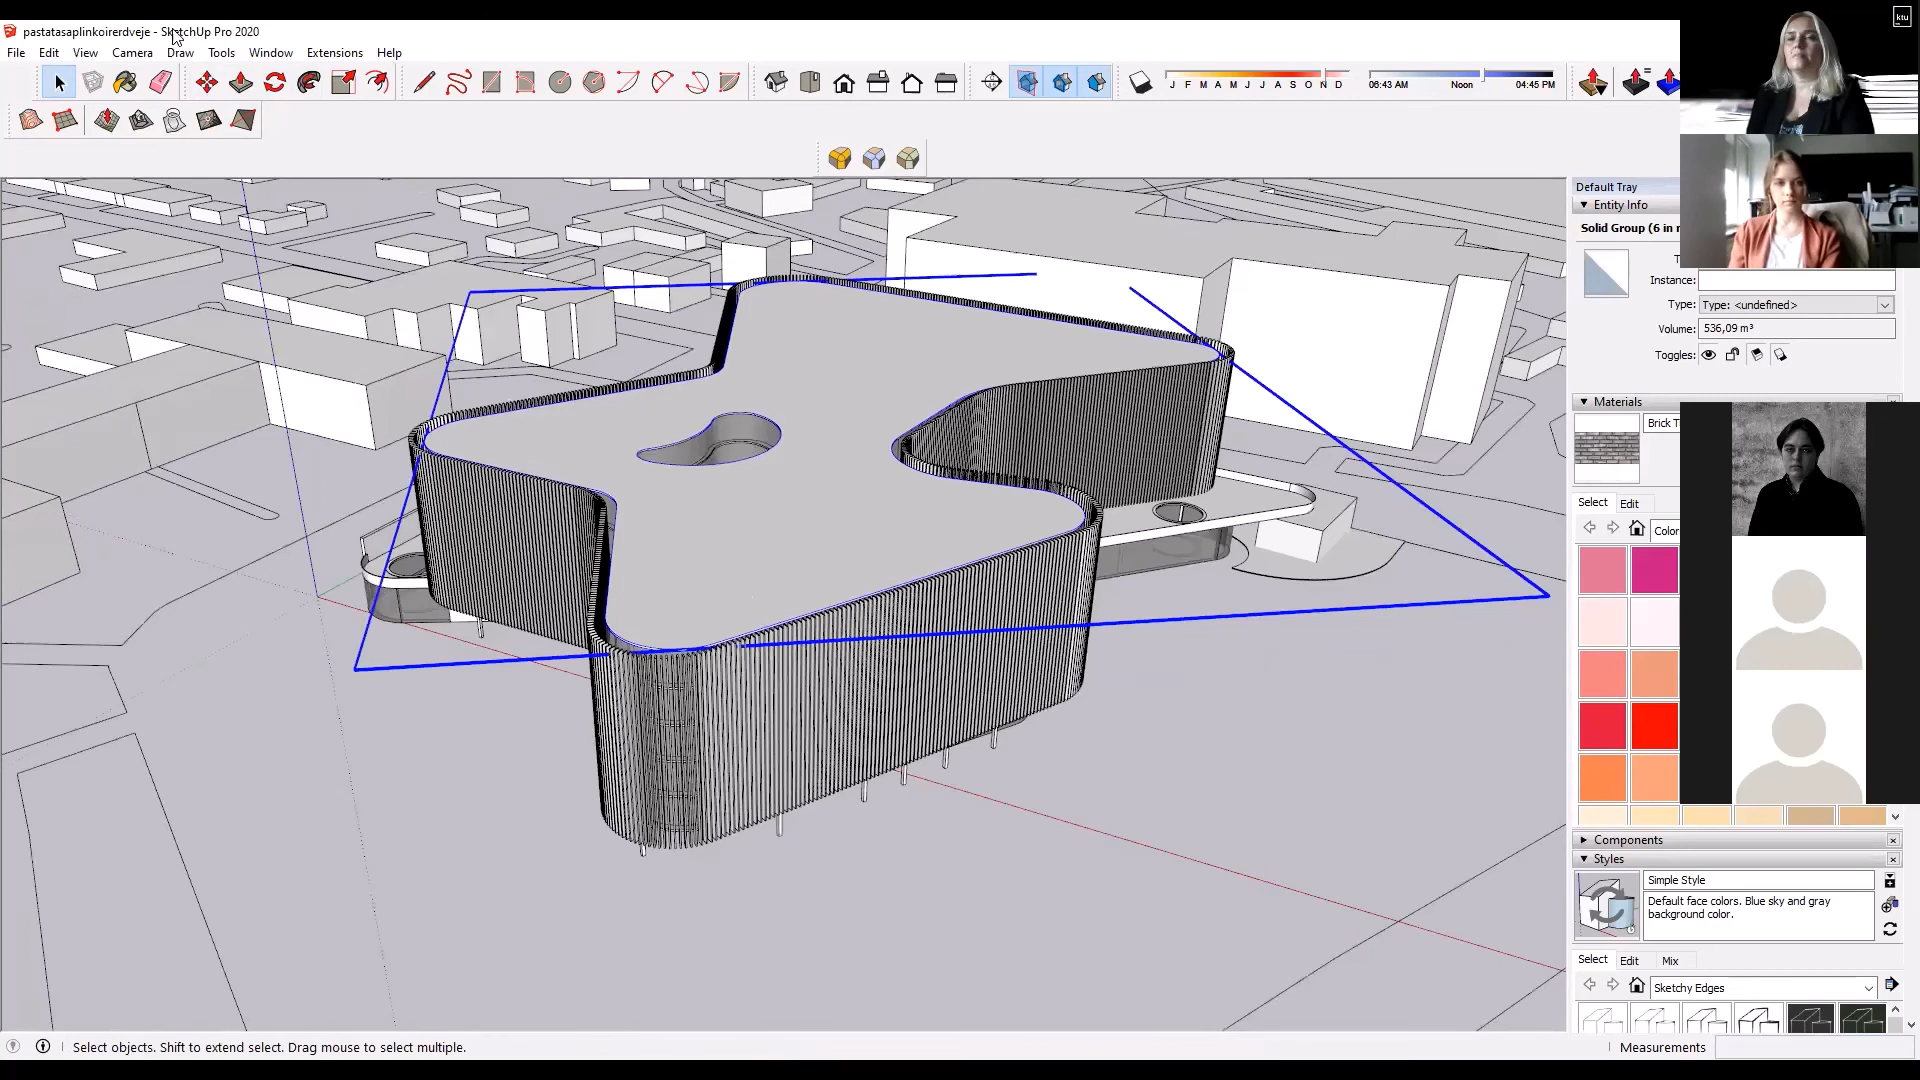 pastatasaplinkoirerdveje - SketchUp Pro 2020
ktu
File Edit View Camera Draw Tools Window Extensions Help
J F M A M J J A S O N D
06:43 AM Noon 04:45 PM
Default Tray
Entity Info
Solid Group (6 in
Instance:
Type: Type: <undefined>
Volume: 536,09 m³
Toggles:
Materials
Brick T
Select Edit
Color
Components
Styles
Simple Style
Default face colors. Blue sky and gray
background color.
Select Edit Mix
Sketchy Edges
Select objects. Shift to extend select. Drag mouse to select multiple.
Measurements